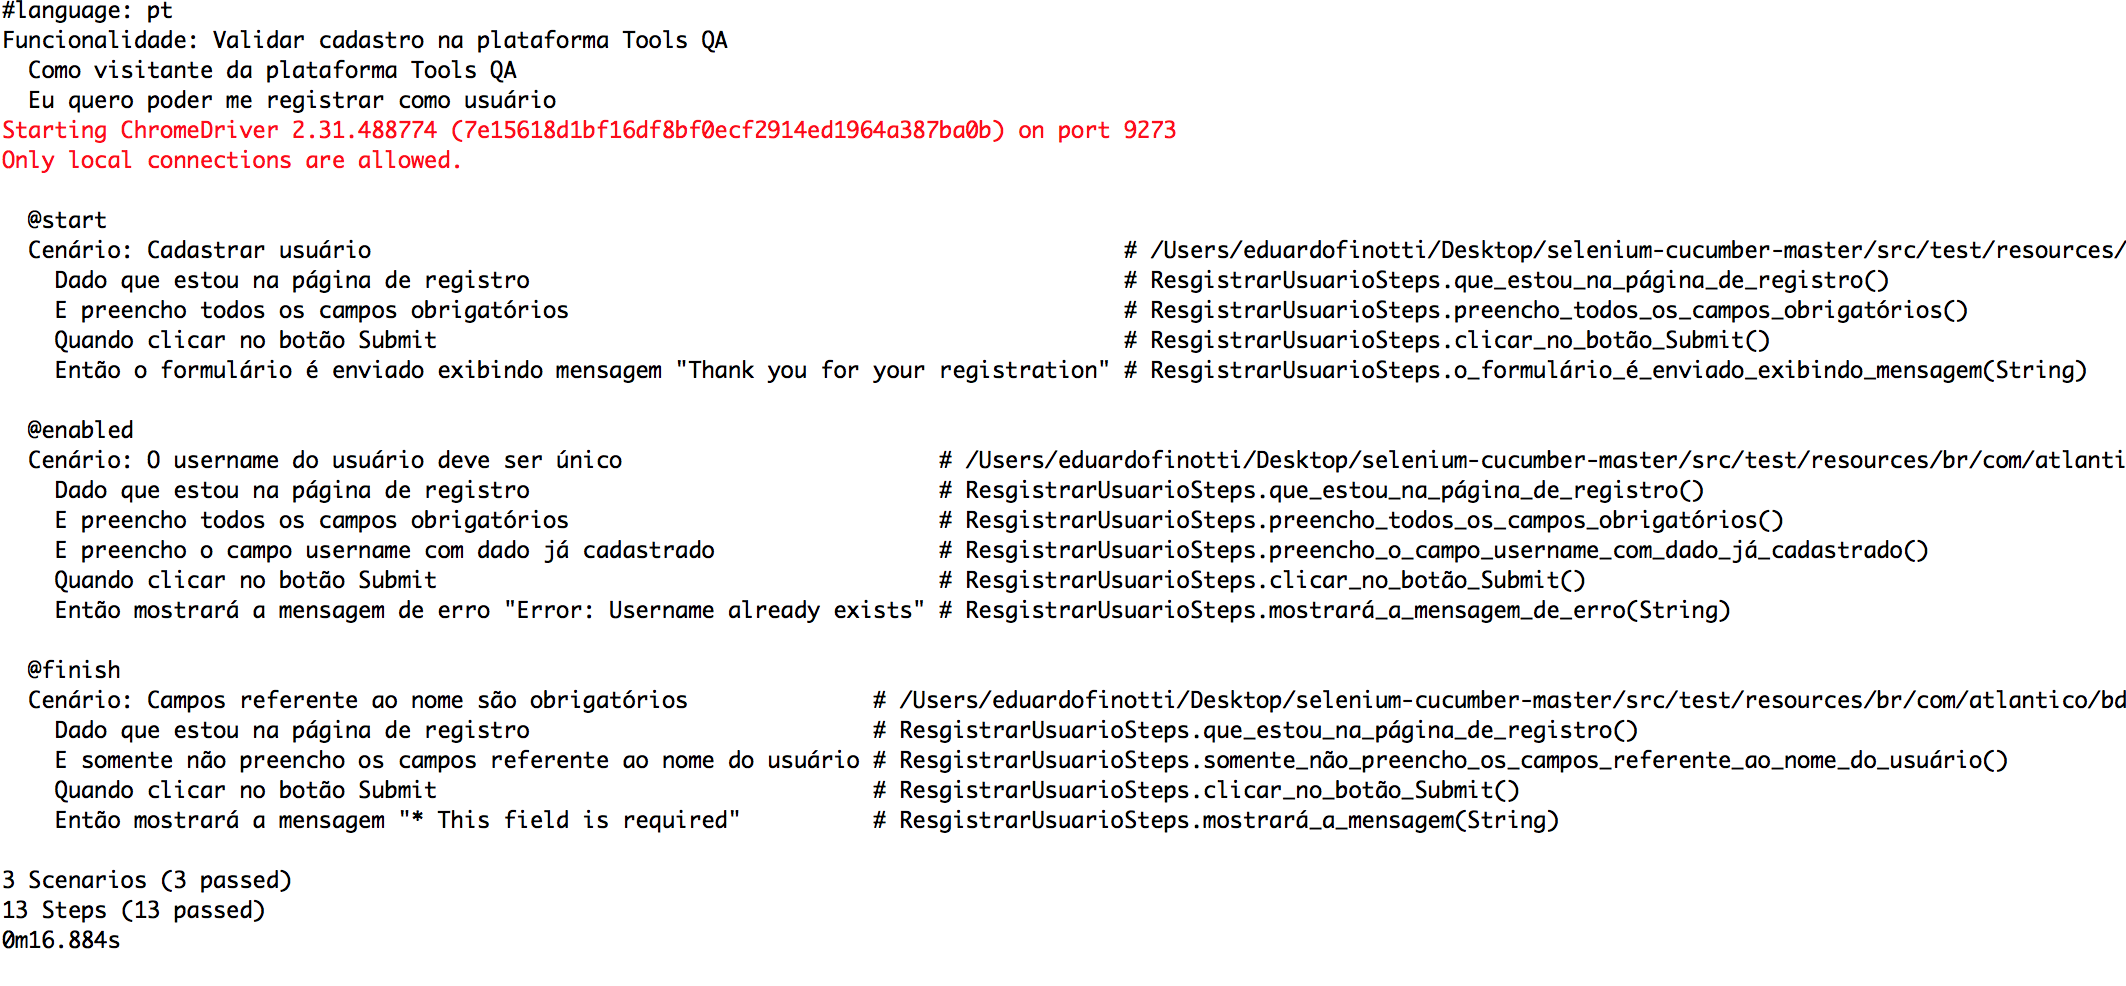 #language: pt
Funcionalidade: Validar cadastro na plataforma Tools QA
  Como visitante da plataforma Tools QA
  Eu quero poder me registrar como usuário
Starting ChromeDriver 2.31.488774 (7e15618d1bf16df8bf0ecf2914ed1964a387ba0b) on port 9273
Only local connections are allowed.

  @start
  Cenário: Cadastrar usuário # /Users/eduardofinotti/Desktop/selenium-cucumber-master/src/test/resources/
    Dado que estou na página de registro # ResgistrarUsuarioSteps.que_estou_na_página_de_registro()
    E preencho todos os campos obrigatórios # ResgistrarUsuarioSteps.preencho_todos_os_campos_obrigatórios()
    Quando clicar no botão Submit # ResgistrarUsuarioSteps.clicar_no_botão_Submit()
    Então o formulário é enviado exibindo mensagem "Thank you for your registration" # ResgistrarUsuarioSteps.o_formulário_é_enviado_exibindo_mensagem(String)

  @enabled
  Cenário: O username do usuário deve ser único # /Users/eduardofinotti/Desktop/selenium-cucumber-master/src/test/resources/br/com/atlanti
    Dado que estou na página de registro # ResgistrarUsuarioSteps.que_estou_na_página_de_registro()
    E preencho todos os campos obrigatórios # ResgistrarUsuarioSteps.preencho_todos_os_campos_obrigatórios()
    E preencho o campo username com dado já cadastrado # ResgistrarUsuarioSteps.preencho_o_campo_username_com_dado_já_cadastrado()
    Quando clicar no botão Submit # ResgistrarUsuarioSteps.clicar_no_botão_Submit()
    Então mostrará a mensagem de erro "Error: Username already exists" # ResgistrarUsuarioSteps.mostrará_a_mensagem_de_erro(String)

  @finish
  Cenário: Campos referente ao nome são obrigatórios # /Users/eduardofinotti/Desktop/selenium-cucumber-master/src/test/resources/br/com/atlantico/bd
    Dado que estou na página de registro # ResgistrarUsuarioSteps.que_estou_na_página_de_registro()
    E somente não preencho os campos referente ao nome do usuário # ResgistrarUsuarioSteps.somente_não_preencho_os_campos_referente_ao_nome_do_usuário()
    Quando clicar no botão Submit # ResgistrarUsuarioSteps.clicar_no_botão_Submit()
    Então mostrará a mensagem "* This field is required" # ResgistrarUsuarioSteps.mostrará_a_mensagem(String)

3 Scenarios (3 passed)
13 Steps (13 passed)
0m16.884s